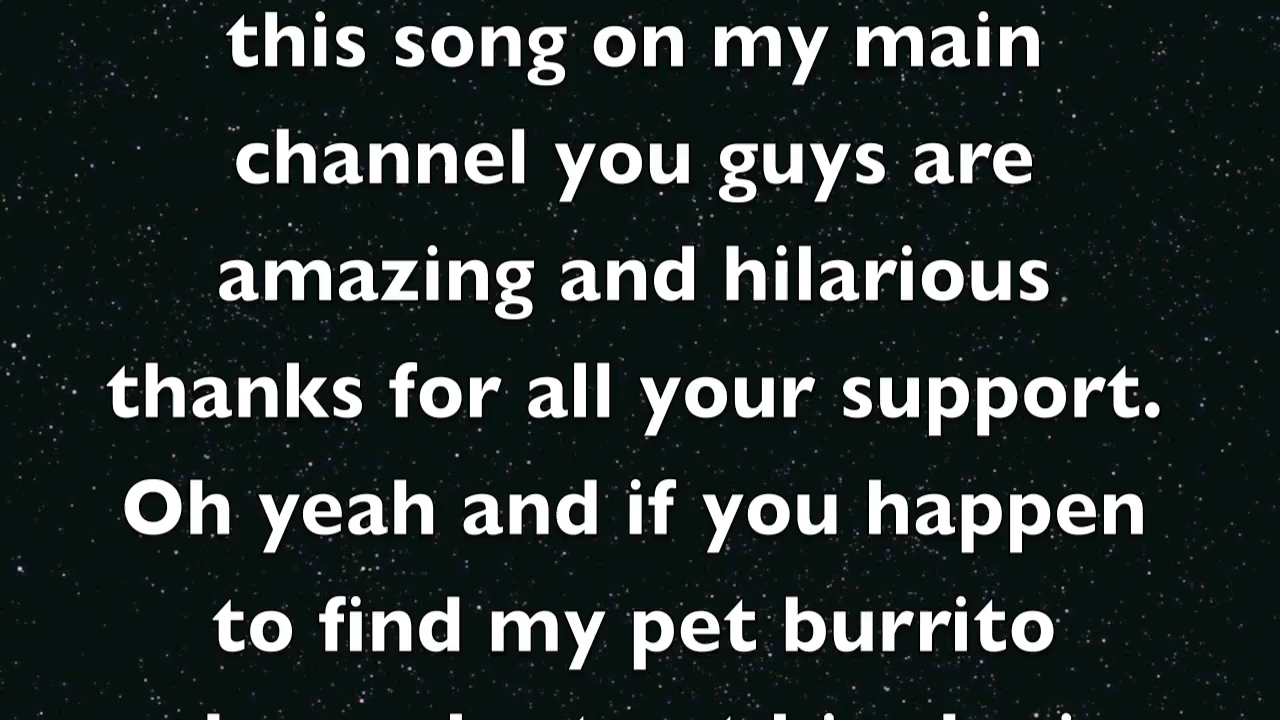 this song on my main
channel you guys are
amazing and hilarious
thanks for all your support.
Oh yeah and if you happen
to find my pet burrito